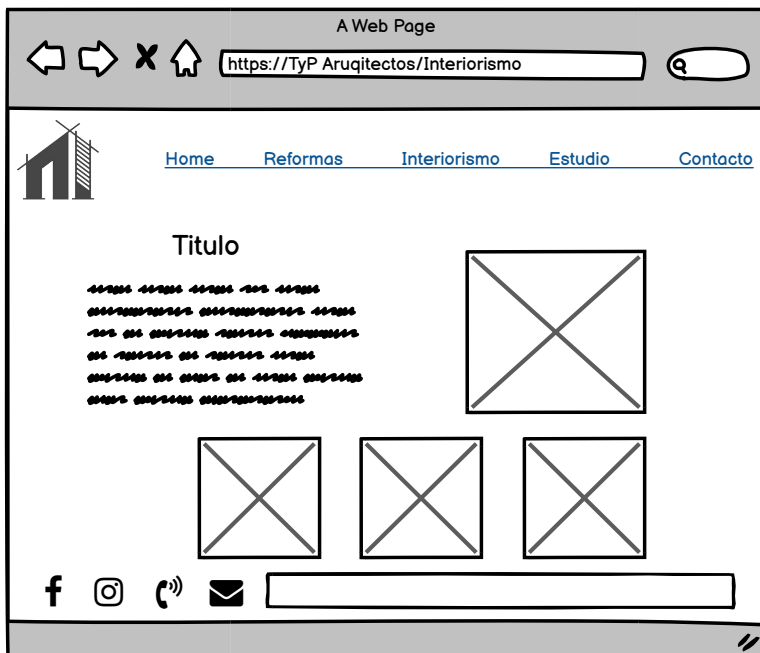 A Web Page
https://TyP Aruqitectos/Interiorismo
Home Reformas Interiorismo Estudio Contacto
Titulo